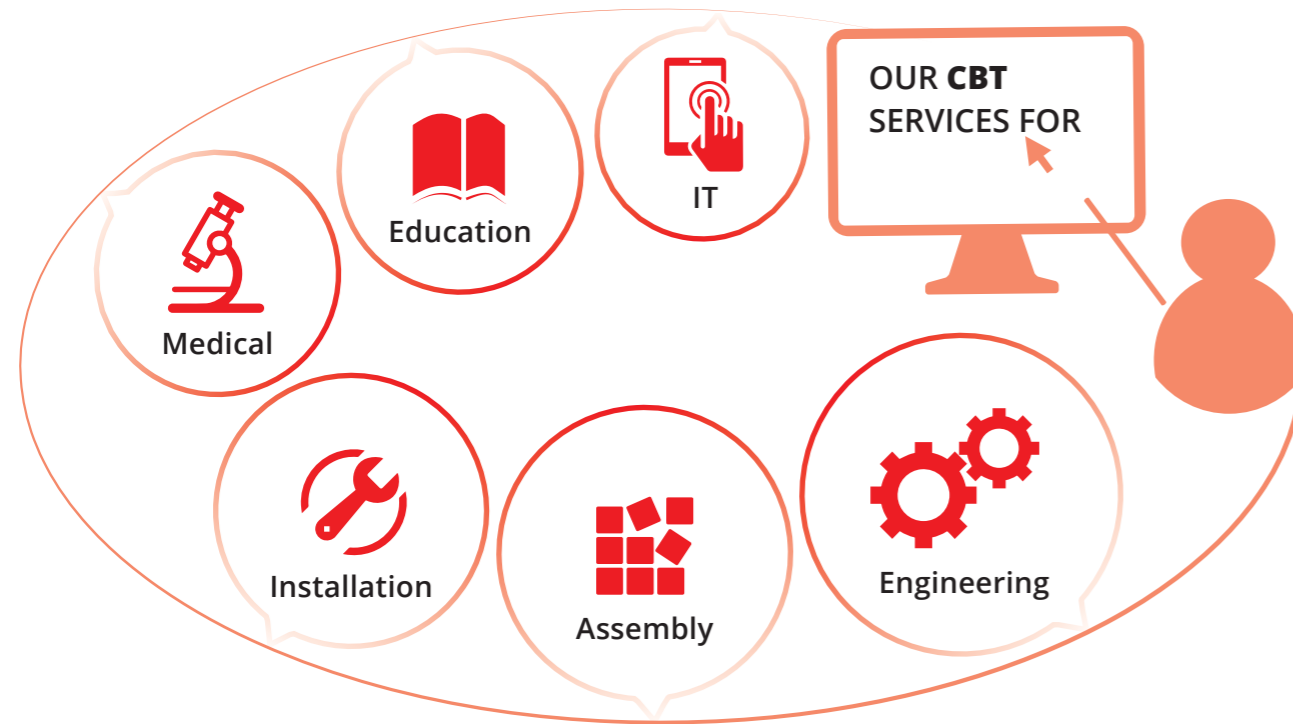 OUR CBT
SERVICES FOR
IT
Education
Medical
Installation
Assembly
Engineering